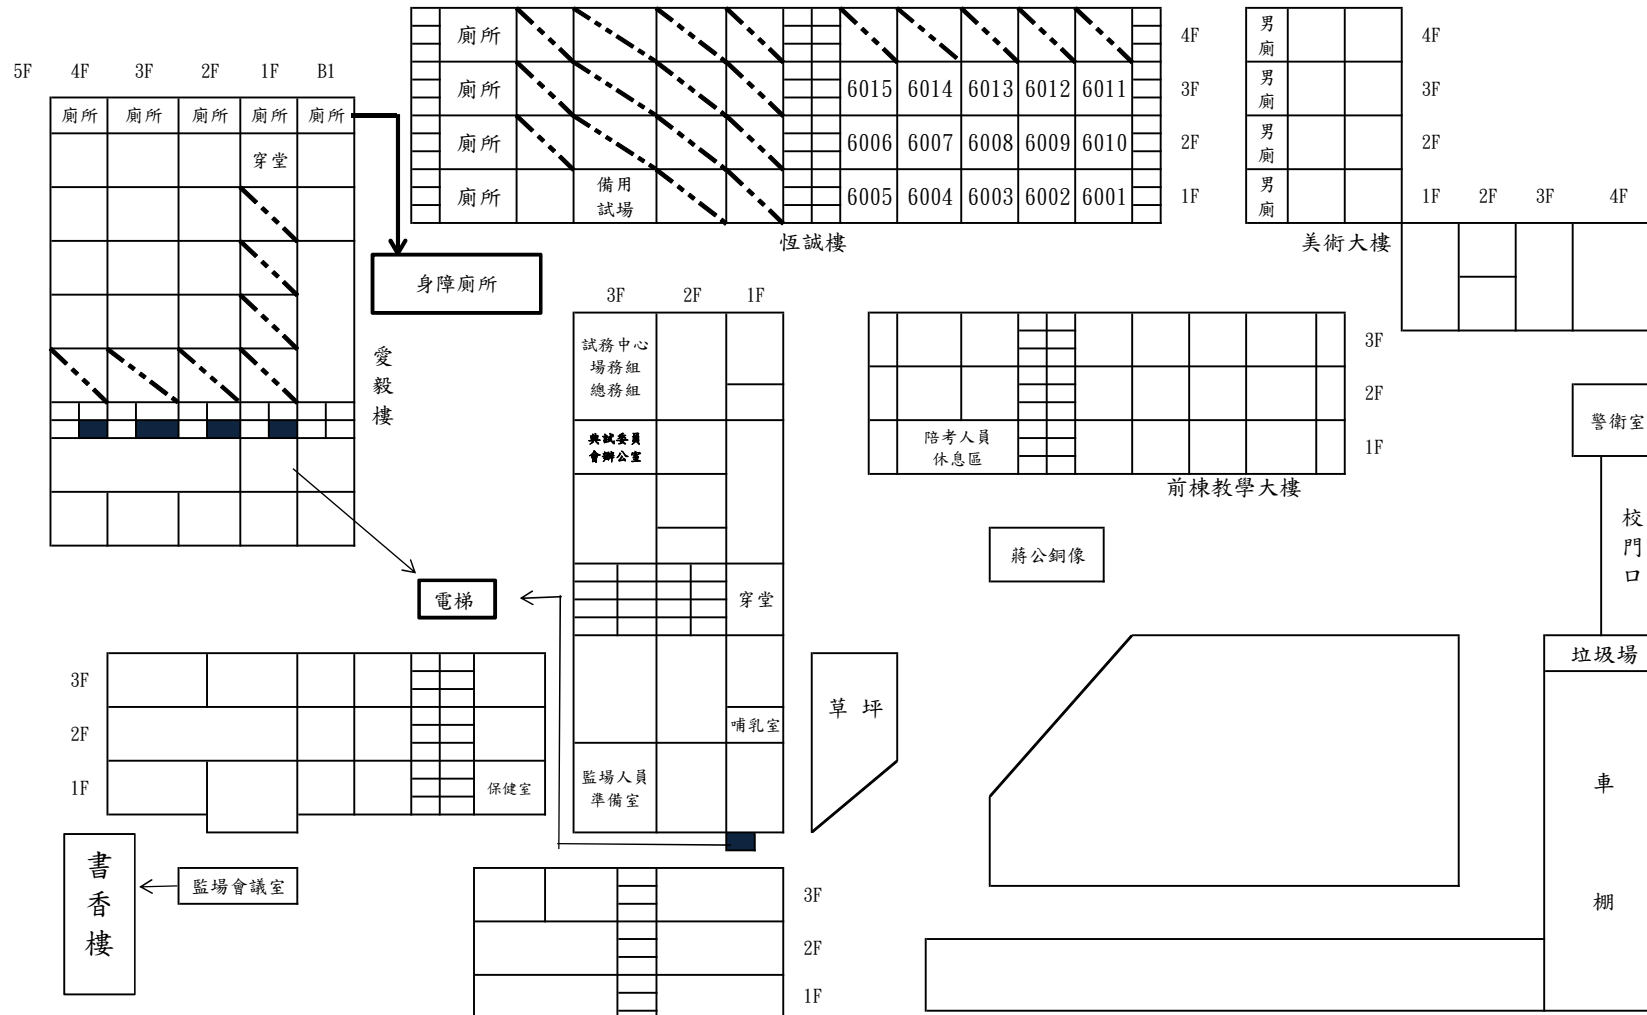 廁所 4F 男廁 4F
5F 4F 3F 2F 1F B1
6015 6014 6013 6012 6011
廁所 3F 男廁 3F
廁所 廁所 廁所 廁所 廁所
穿堂
廁所 6006 6007 6008 6009 6010 2F 男廁 2F
廁所 備用試場 6005 6004 6003 6002 6001 1F 男廁 1F 2F 3F 4F
恆誠樓
美術大樓
身障廁所
愛毅樓
3F 2F 1F
試務中心
場務組
總務組
典試委員
會辦公室
3F
2F
陪考人員
休息區
1F
前棟教學大樓
警衛室
校門口
蔣公銅像
電梯
穿堂
垃圾場
3F
2F
1F
保健室
哺乳室
監場人員
準備室
草坪
車棚
書香樓
監場會議室
3F
2F
1F